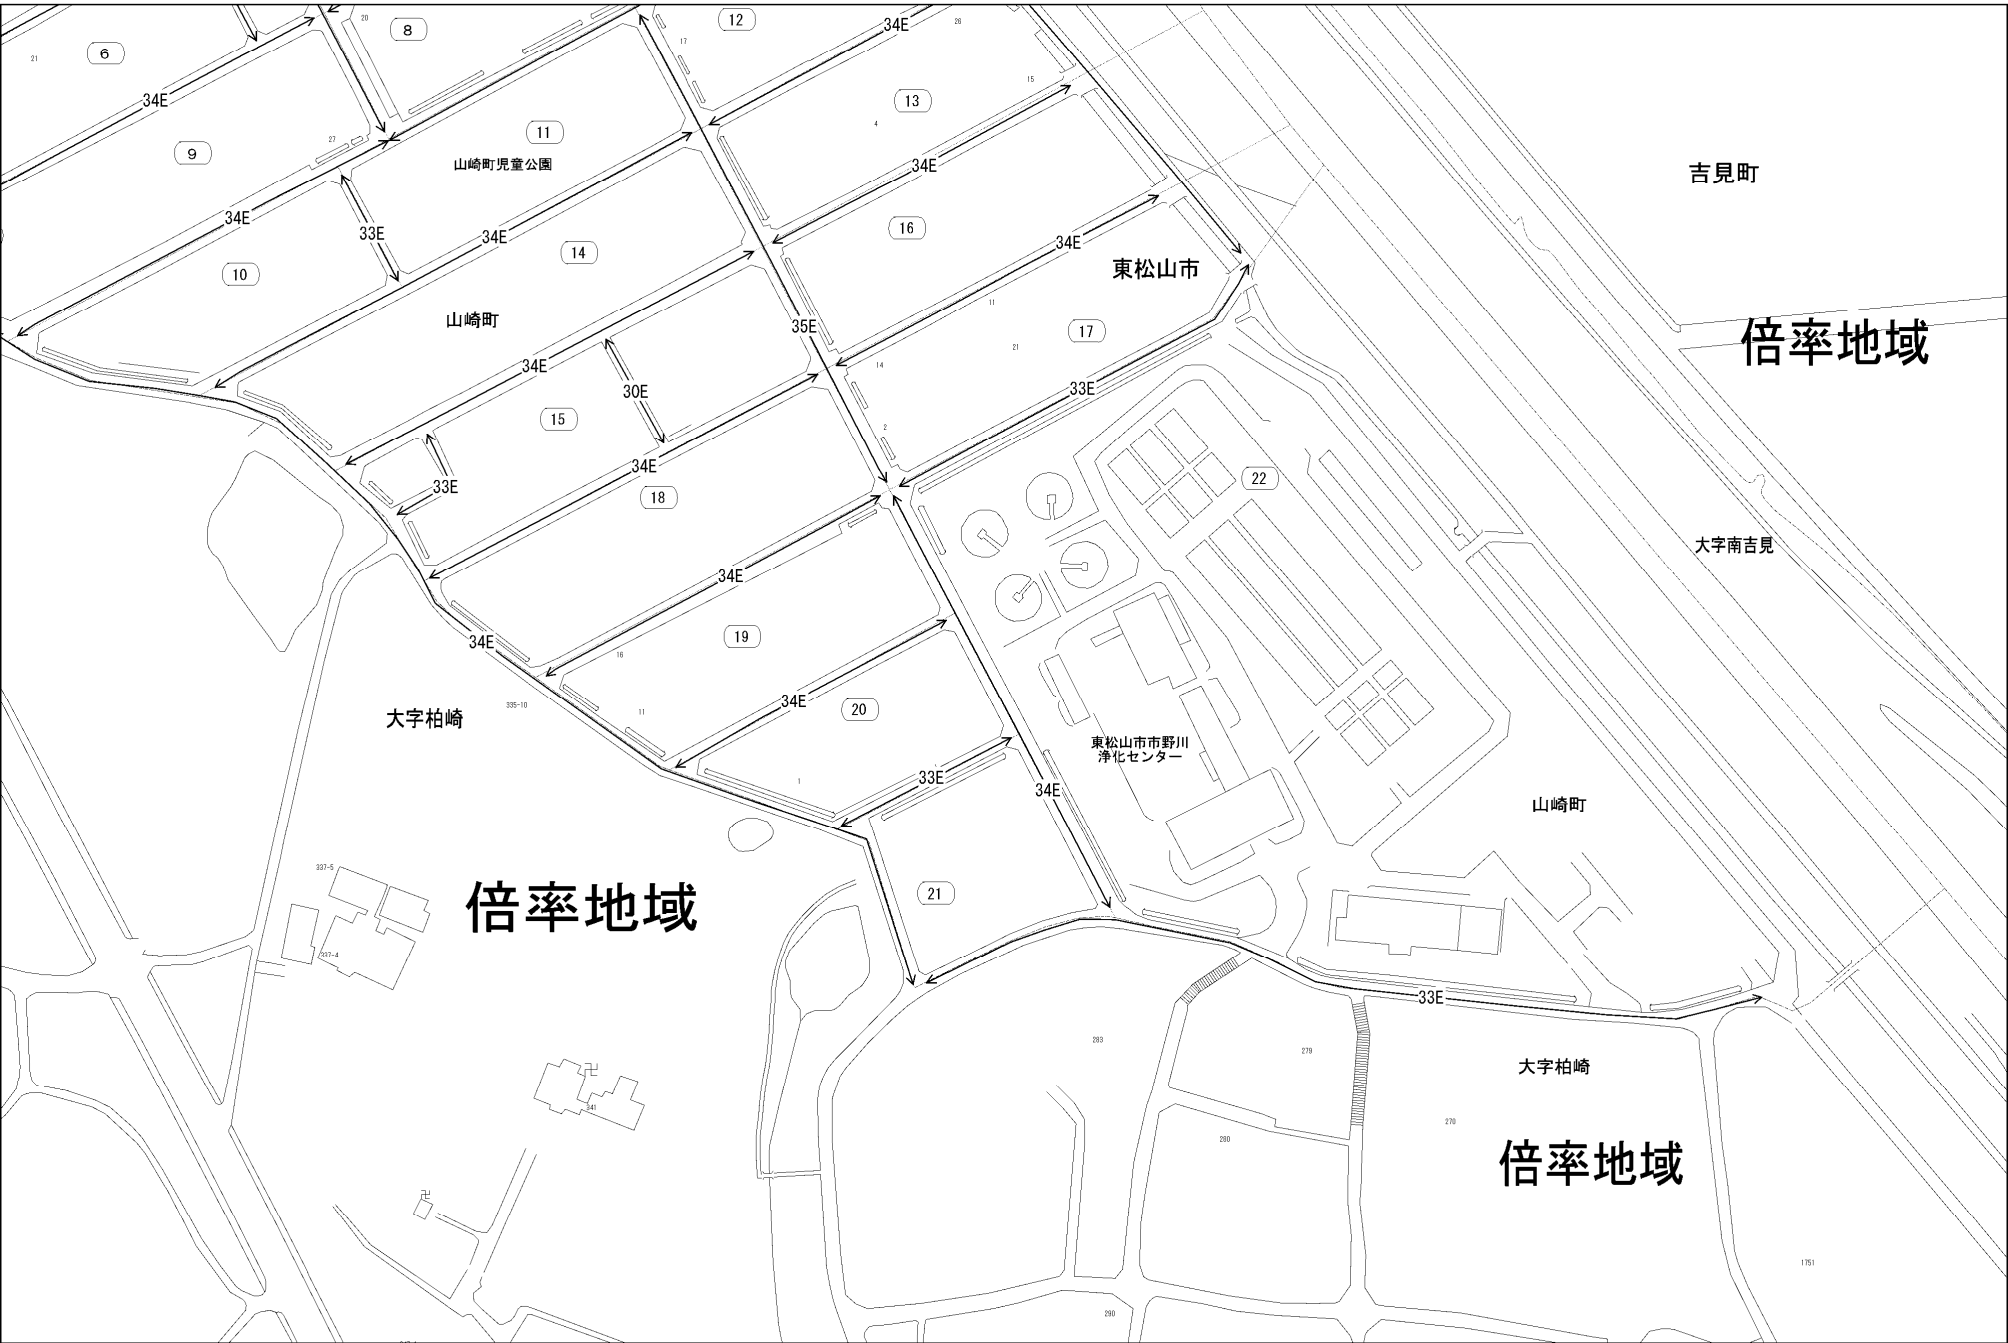 12
34E
26
20
8
6
21
17
15
34E
13
4
9
27
11
山崎町児童公園
34E
吉見町
34E
33E
34E
16
34E
10
14
東松山市
山崎町
11
35E
17
21
倍率地域
34E
14
30E
33E
15
2
34E
22
33E
18
大字南吉見
34E
34E
19
16
34E
335-10
11
20
大字柏崎
東松山市市野川
浄化センター
1
33E
34E
山崎町
337-5
倍率地域
21
337-4
33E
283
279
大字柏崎
341
270
280
倍率地域
1751
290